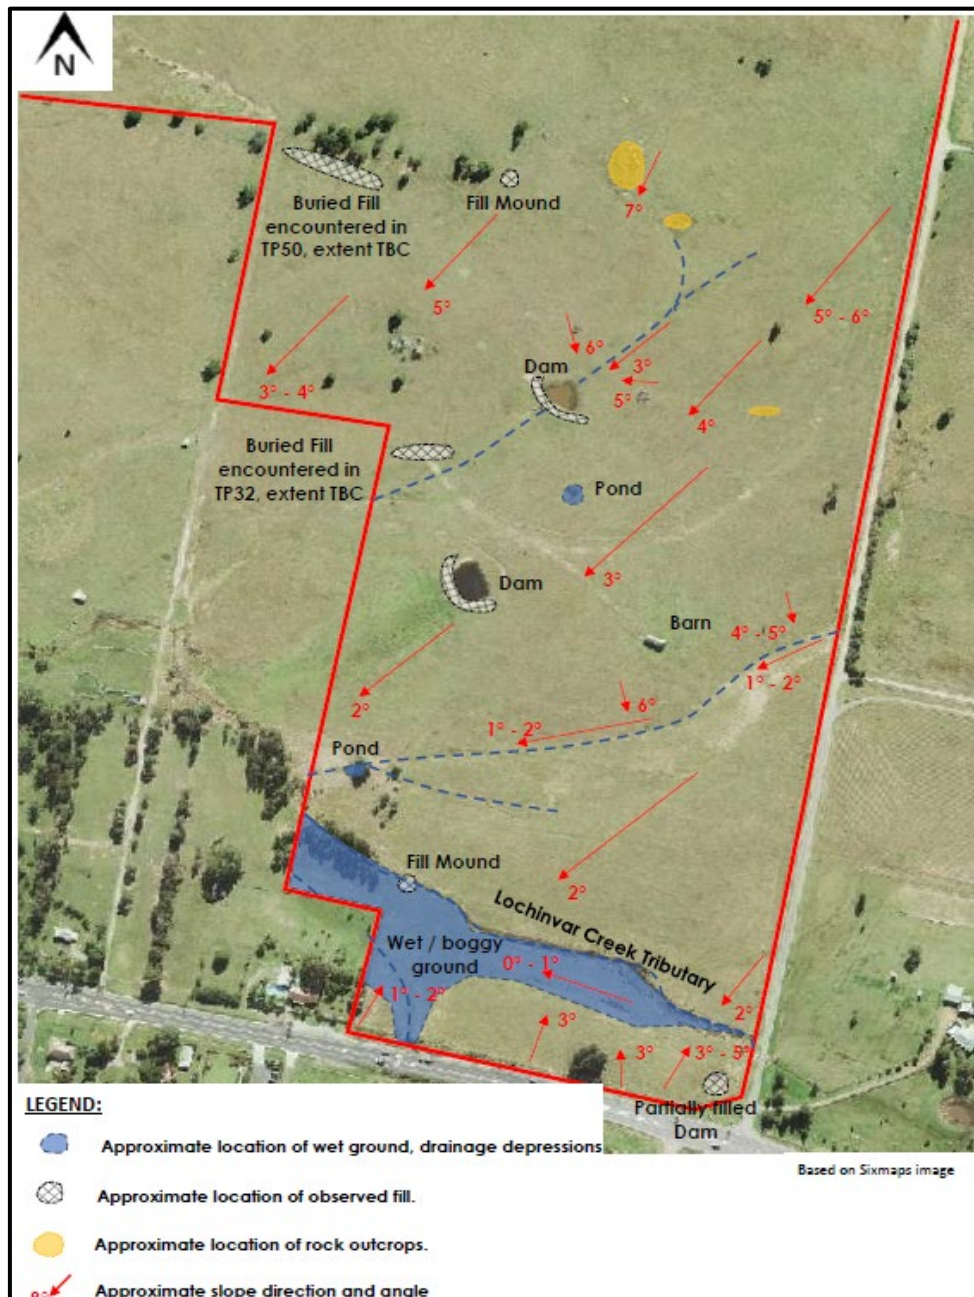 N
Buried Fill
encountered in
TP50, extent TBC
Fill Mound
7°
5°
5° - 6°
3° - 4°
6°
3°
Dam
5°
4°
Buried Fill
encountered in
TP32, extent TBC
Pond
3°
Dam
Barn
4° - 5°
1° - 2°
2°
6°
1° - 2°
Pond
2°
Fill Mound
Lochinvar Creek Tributary
Wet / boggy
ground
0° - 1°
1° - 2°
2°
3°
3°
3° - 5°
Partially filled
Dam
LEGEND:
Approximate location of wet ground, drainage depressions
Based on Sixmaps image
Approximate location of observed fill.
Approximate location of rock outcrops.
Approximate slope direction and angle